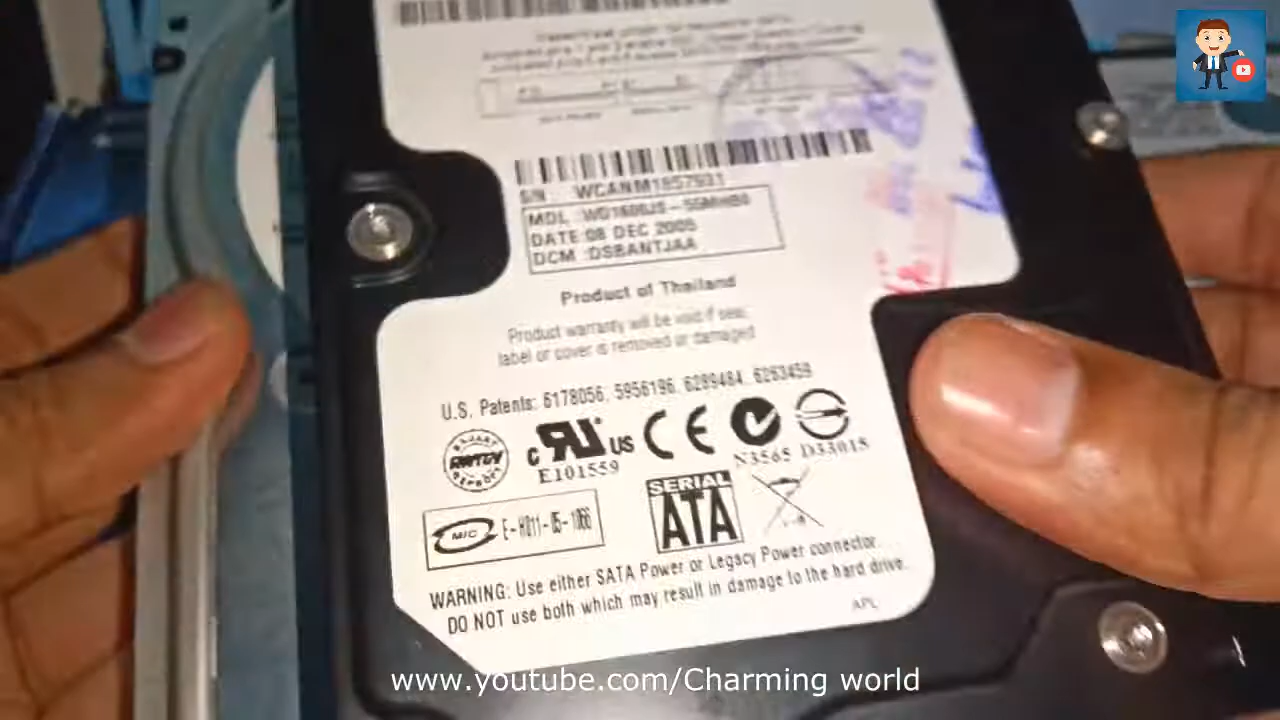 S/N: WCANM1857931
MDL: WD1600JS-55MHB0
DATE: 08 DEC 2005
DCM: DSBANTJAA
Product of Thailand
Product warranty will be void if seal,
label or cover is removed or damaged
U.S. Patents: 6178056, 5956196, 6289484, 6263459
C US CE
E101559 N3565 D33018
MIC E-H011-05-1066
SERIAL
ATA
WARNING: Use either SATA Power or Legacy Power connector.
DO NOT use both which may result in damage to the hard drive.
APL
www.youtube.com/Charming world